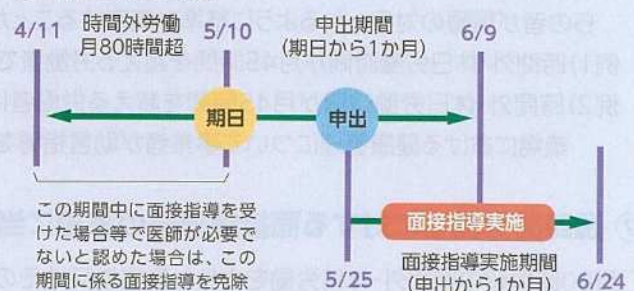 4/11
時間外労働
月80時間超
5/10
申出期間
(期日から1か月)
6/9
期日
申出
面接指導実施
この期間中に面接指導を受
けた場合等で医師が必要で
ないと認めた場合は、この
期間に係る面接指導を免除
5/25
面接指導実施期間
(申出から1か月)
6/24